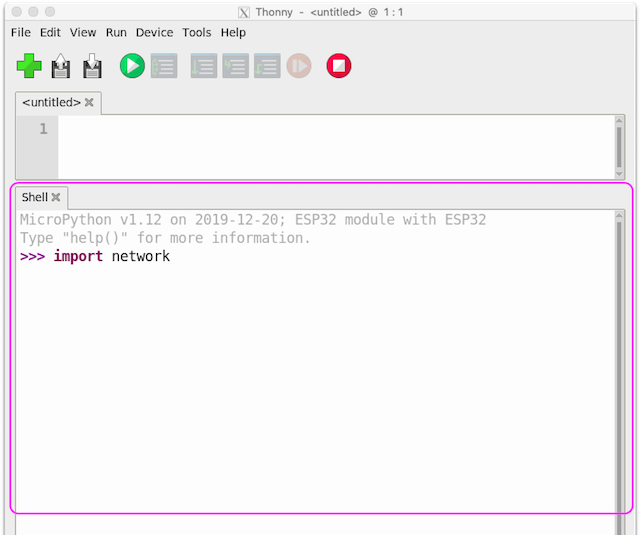 Thonny - <untitled> @ 1:1
File Edit View Run Device Tools Help
<untitled>
1
Shell
MicroPython v1.12 on 2019-12-20; ESP32 module with ESP32
Type "help()" for more information.
>>> import network